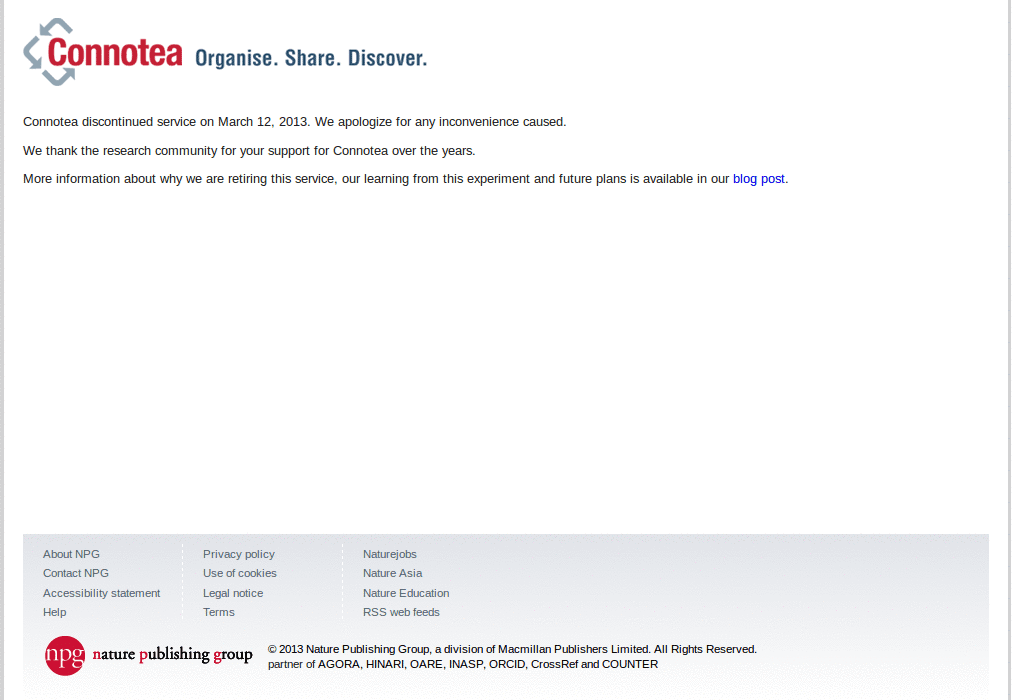 Connotea Organise. Share. Discover.
Connotea discontinued service on March 12, 2013. We apologize for any inconvenience caused.
We thank the research community for your support for Connotea over the years.
More information about why we are retiring this service, our learning from this experiment and future plans is available in our blog post.
About NPG
Contact NPG
Accessibility statement
Help
Privacy policy
Use of cookies
Legal notice
Terms
Naturejobs
Nature Asia
Nature Education
RSS web feeds
npg nature publishing group
© 2013 Nature Publishing Group, a division of Macmillan Publishers Limited. All Rights Reserved.
partner of AGORA, HINARI, OARE, INASP, ORCID, CrossRef and COUNTER